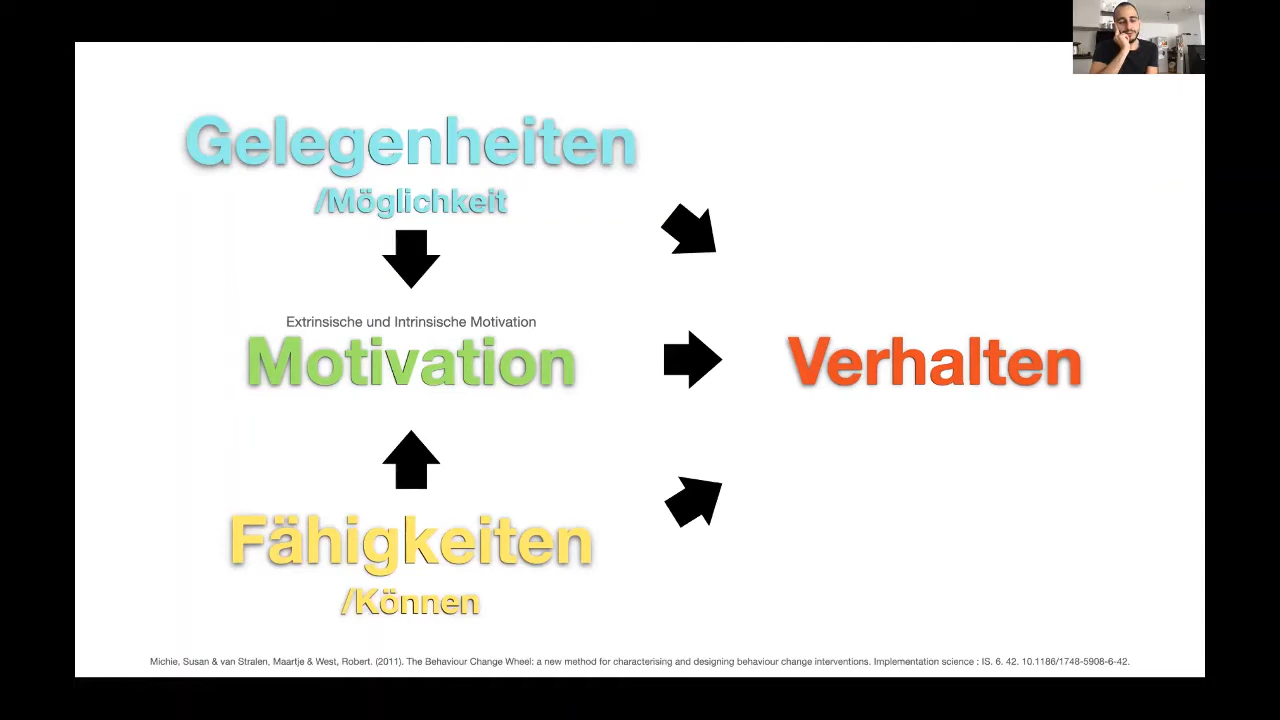 Gelegenheiten
/Möglichkeit
Extrinsische und Intrinsische Motivation
Motivation
Verhalten
Fähigkeiten
/Können
Michie, Susan & van Stralen, Maartje & West, Robert. (2011). The Behaviour Change Wheel: a new method for characterising and designing behaviour change interventions. Implementation science : IS. 6. 42. 10.1186/1748-5908-6-42.